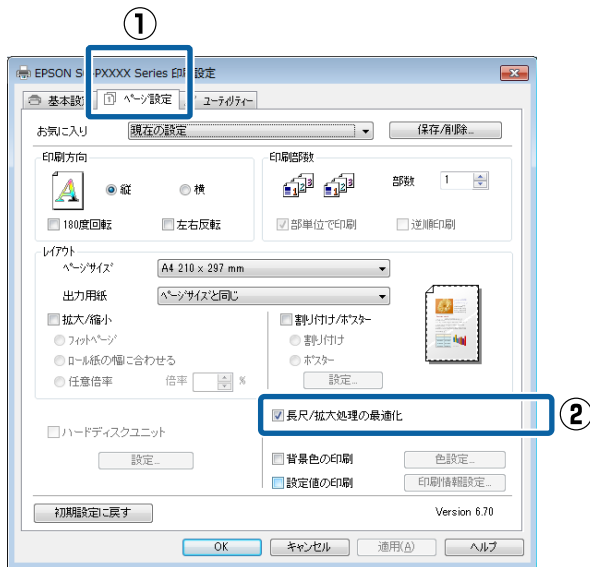 ①
EPSON S PXXXX Series 印 設定
基本設 ページ設定 ユーティリティー
お気に入り 現在の設定 保存/削除...
印刷方向 印刷部数
縦 横 部数 1
180度回転 左右反転 部単位で印刷 逆順印刷
レイアウト
ページサイズ A4 210 x 297 mm
出力用紙 ページサイズと同じ
拡大/縮小 割り付け/ポスター
フィットページ 割り付け
ロール紙の幅に合わせる ポスター
任意倍率 倍率 % 設定...
長尺/拡大処理の最適化 ②
ハードディスクユニット
設定... 背景色の印刷 色設定...
設定値の印刷 印刷情報設定...
初期設定に戻す Version 6.70
OK キャンセル 適用(A) ヘルプ